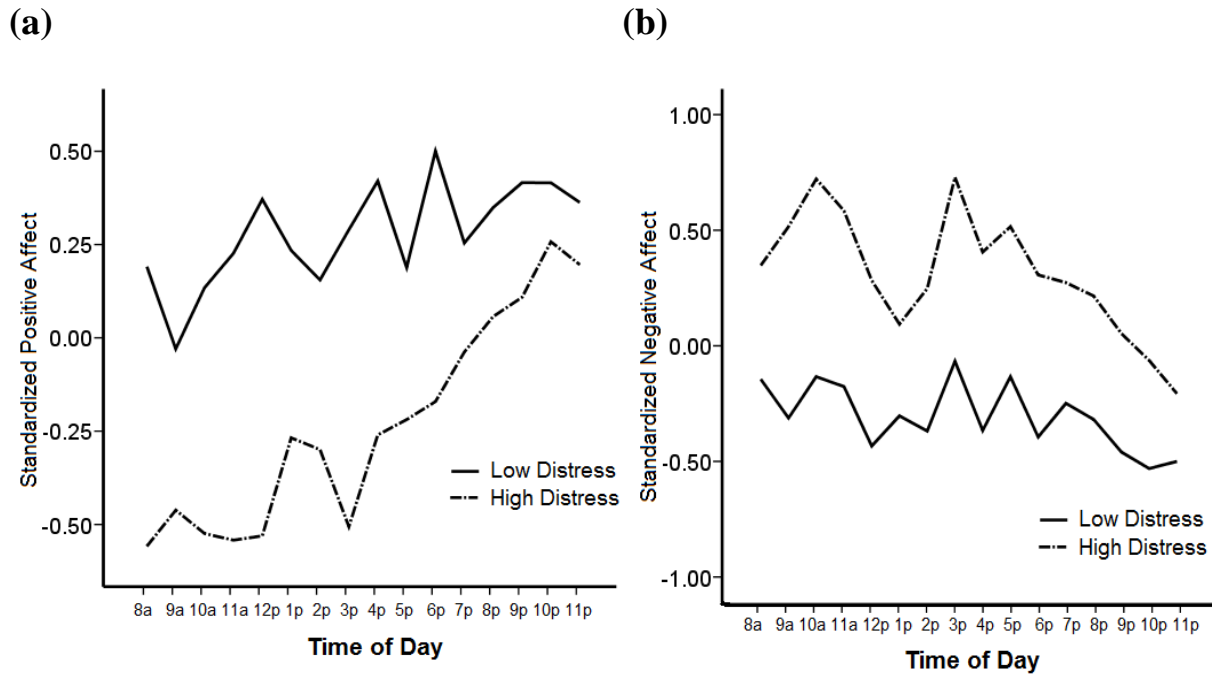 (a)
Standardized Positive Affect
0.50
0.25
0.00
-0.25
-0.50
Low Distress
High Distress
8a 9a 10a 11a 12p 1p 2p 3p 4p 5p 6p 7p 8p 9p 10p 11p
Time of Day
(b)
Standardized Negative Affect
1.00
0.50
0.00
-0.50
-1.00
Low Distress
High Distress
8a 9a 10a 11a 12p 1p 2p 3p 4p 5p 6p 7p 8p 9p 10p 11p
Time of Day